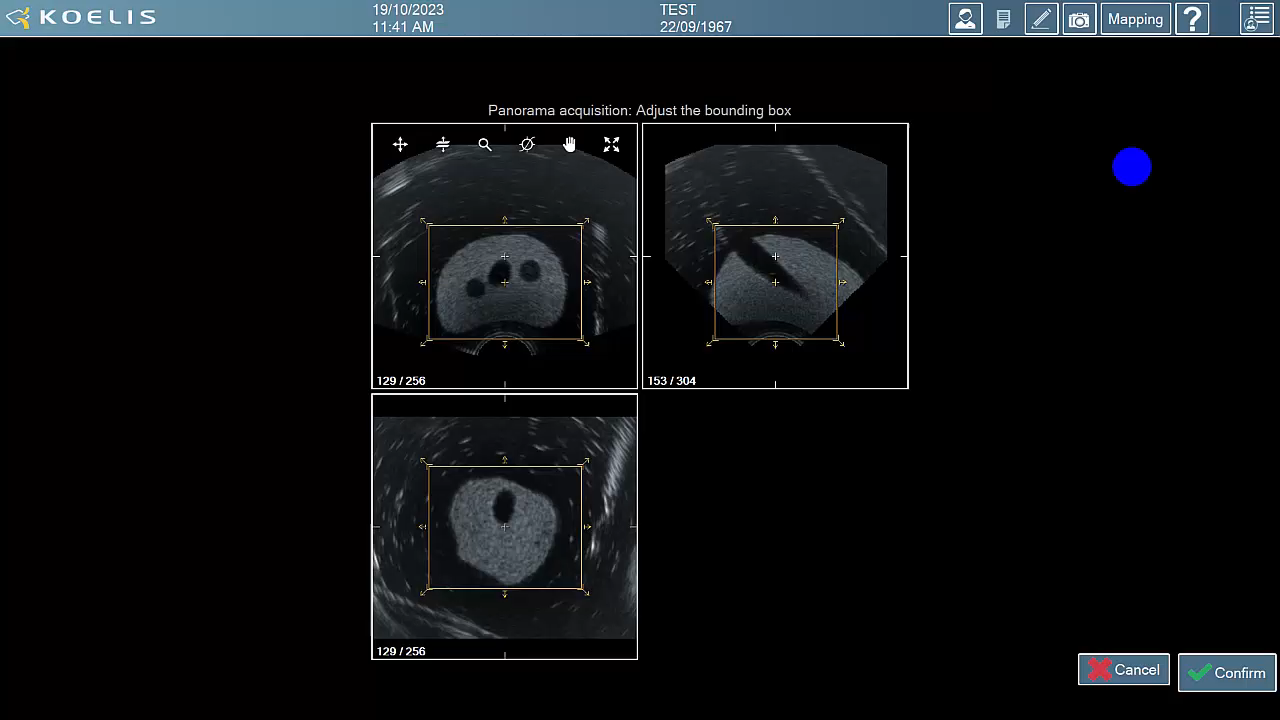 KOELIS
19/10/2023
11:41 AM
TEST
22/09/1967
Mapping
?
Panorama acquisition: Adjust the bounding box
129 / 256
153 / 304
129 / 256
Cancel
Confirm